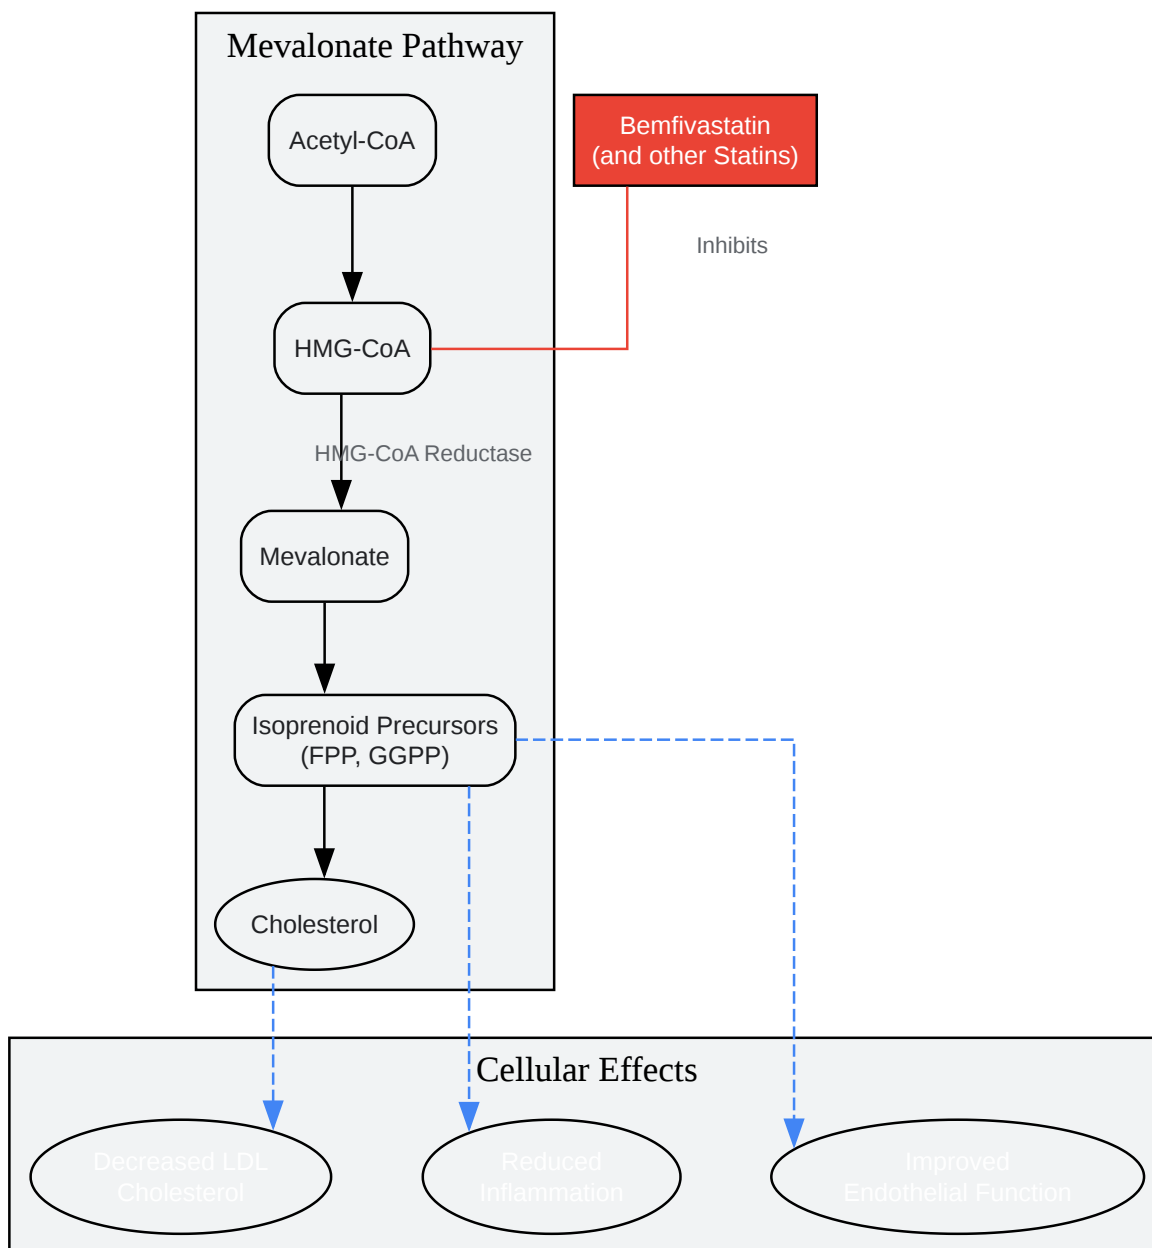 Mevalonate Pathway
Acetyl-CoA
Bemfivastatin
(and other Statins)
Inhibits
HMG-CoA
HMG-CoA Reductase
Mevalonate
Isoprenoid Precursors
(FPP, GGPP)
Cholesterol
Cellular Effects
Decreased LDL
Cholesterol
Reduced
Inflammation
Improved
Endothelial Function